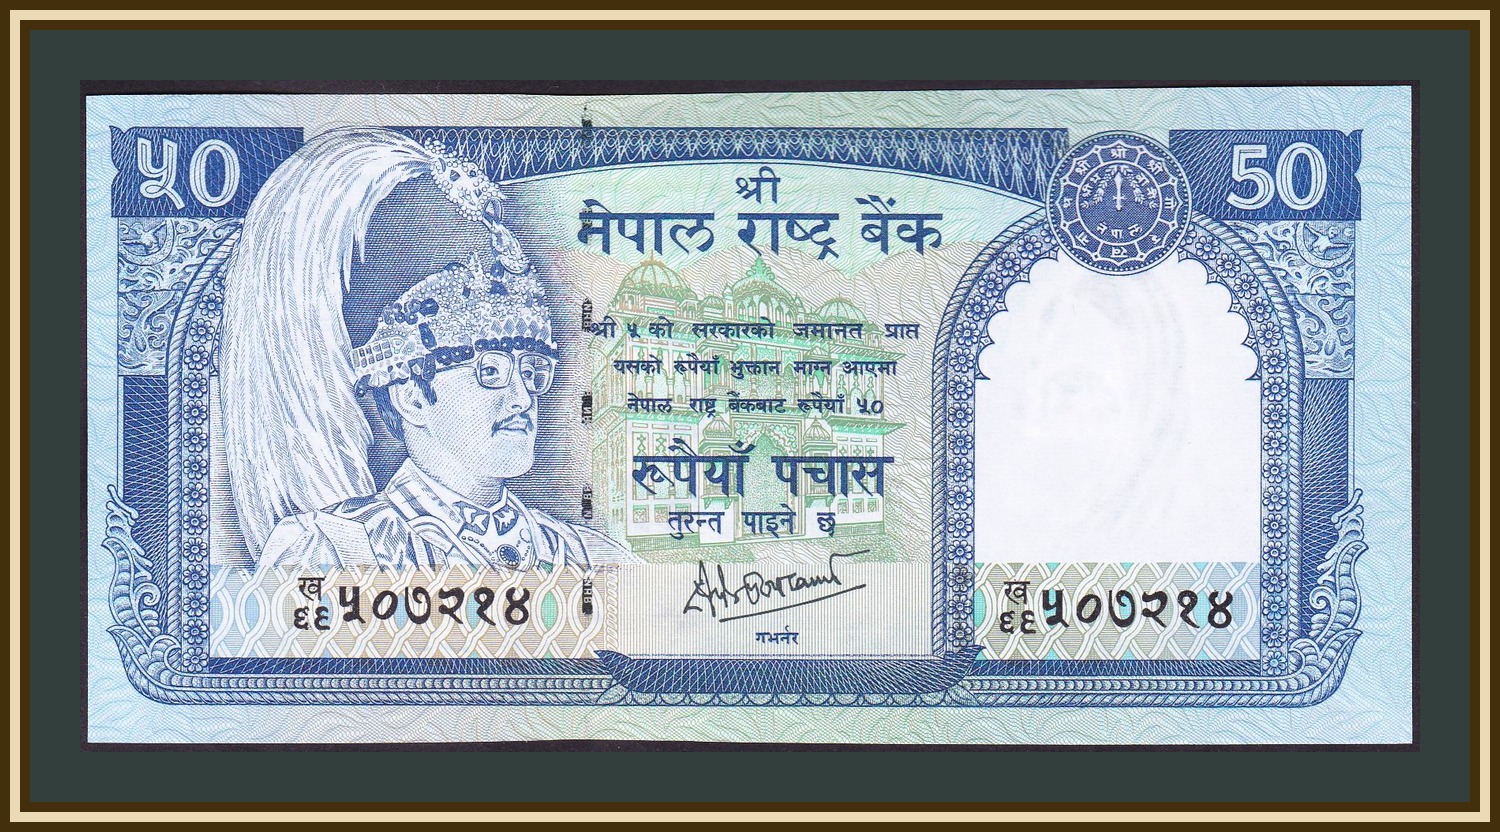 ५०
50
श्री
नेपाल राष्ट्र बैंक
श्री ५ को सरकारको जमानत प्राप्त
यसको रूपैयाँ भुक्तान माग्न आएमा
नेपाल राष्ट्र बैंकबाट रूपैयाँ ५०
रूपैयाँ पचास
तुरन्त पाइने छ
गभर्नर
ख
६६ ५०७२१४
ख
६६ ५०७२१४